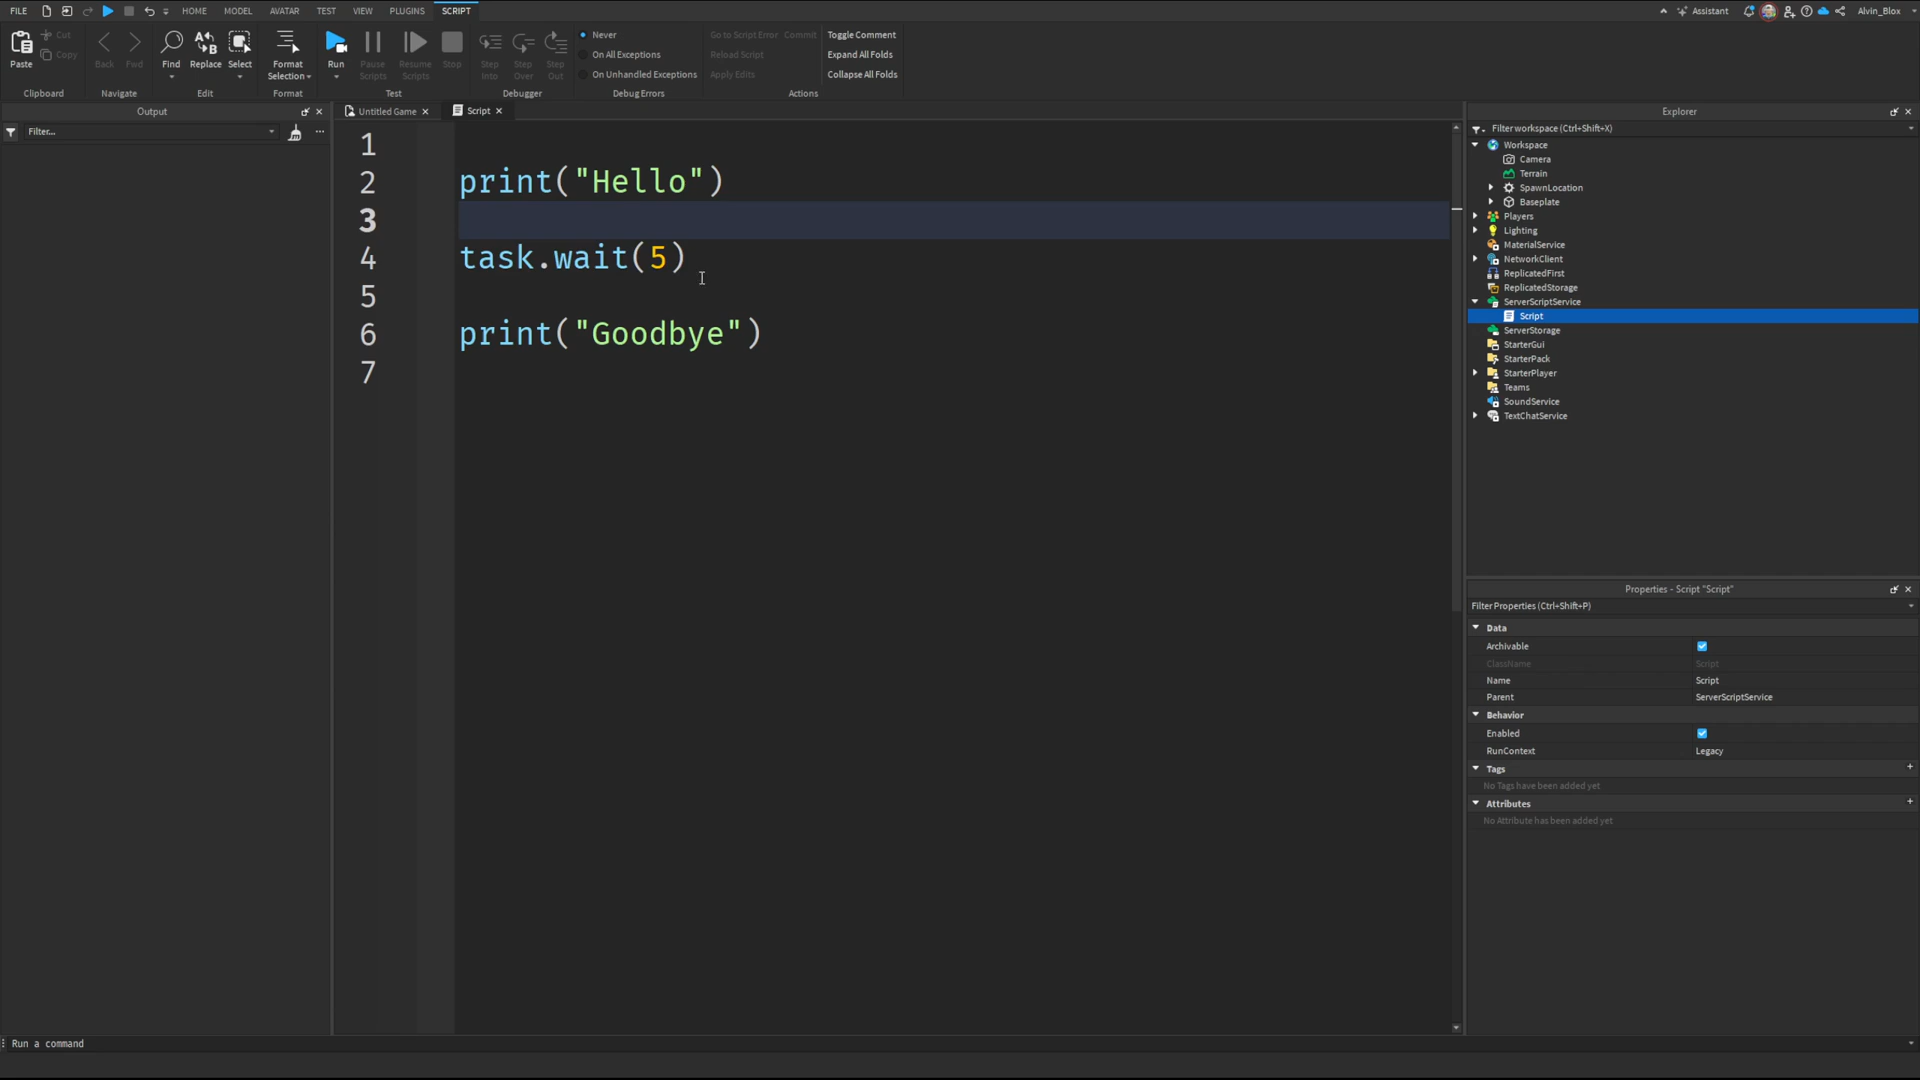 FILE HOME MODEL AVATAR TEST VIEW PLUGINS SCRIPT Assistant Alvin_Blox
Paste Cut Copy
Clipboard
Back Fwd
Navigate
Find Replace Select
Edit
Format Selection
Format
Run Pause Scripts Resume Scripts Stop
Test
Step Into Step Over Step Out
Debugger
Never
On All Exceptions
On Unhandled Exceptions
Debug Errors
Go to Script Error Commit
Reload Script
Apply Edits
Toggle Comment
Expand All Folds
Collapse All Folds
Actions
Output
Filter...
Untitled Game Script
1
2 print("Hello")
3
4 task.wait(5)
5
6 print("Goodbye")
7
Explorer
Filter workspace (Ctrl+Shift+X)
Workspace
Camera
Terrain
SpawnLocation
Baseplate
Players
Lighting
MaterialService
NetworkClient
ReplicatedFirst
ReplicatedStorage
ServerScriptService
Script
ServerStorage
StarterGui
StarterPack
StarterPlayer
Teams
SoundService
TextChatService
Properties - Script "Script"
Filter Properties (Ctrl+Shift+P)
Data
Archivable
ClassName Script
Name Script
Parent ServerScriptService
Behavior
Enabled
RunContext Legacy
Tags
No Tags have been added yet
Attributes
No Attribute has been added yet
Run a command